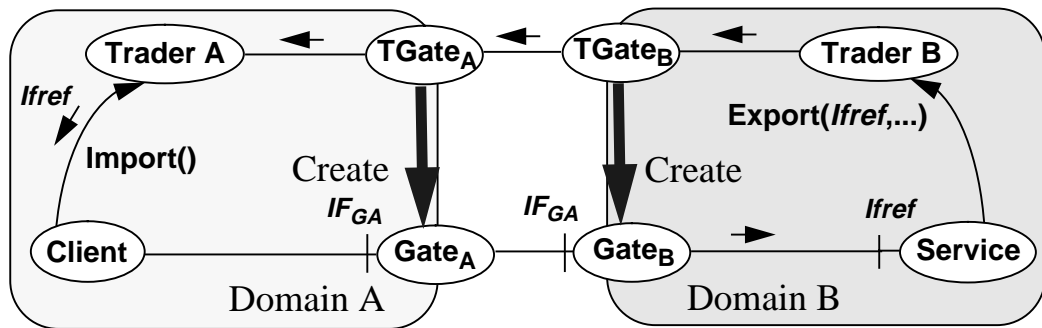 Trader A
TGateA
TGateB
Trader B
Ifref
Export(Ifref,...)
Import()
Create
Create
IFGA
IFGA
Ifref
Client
GateA
GateB
Service
Domain A
Domain B